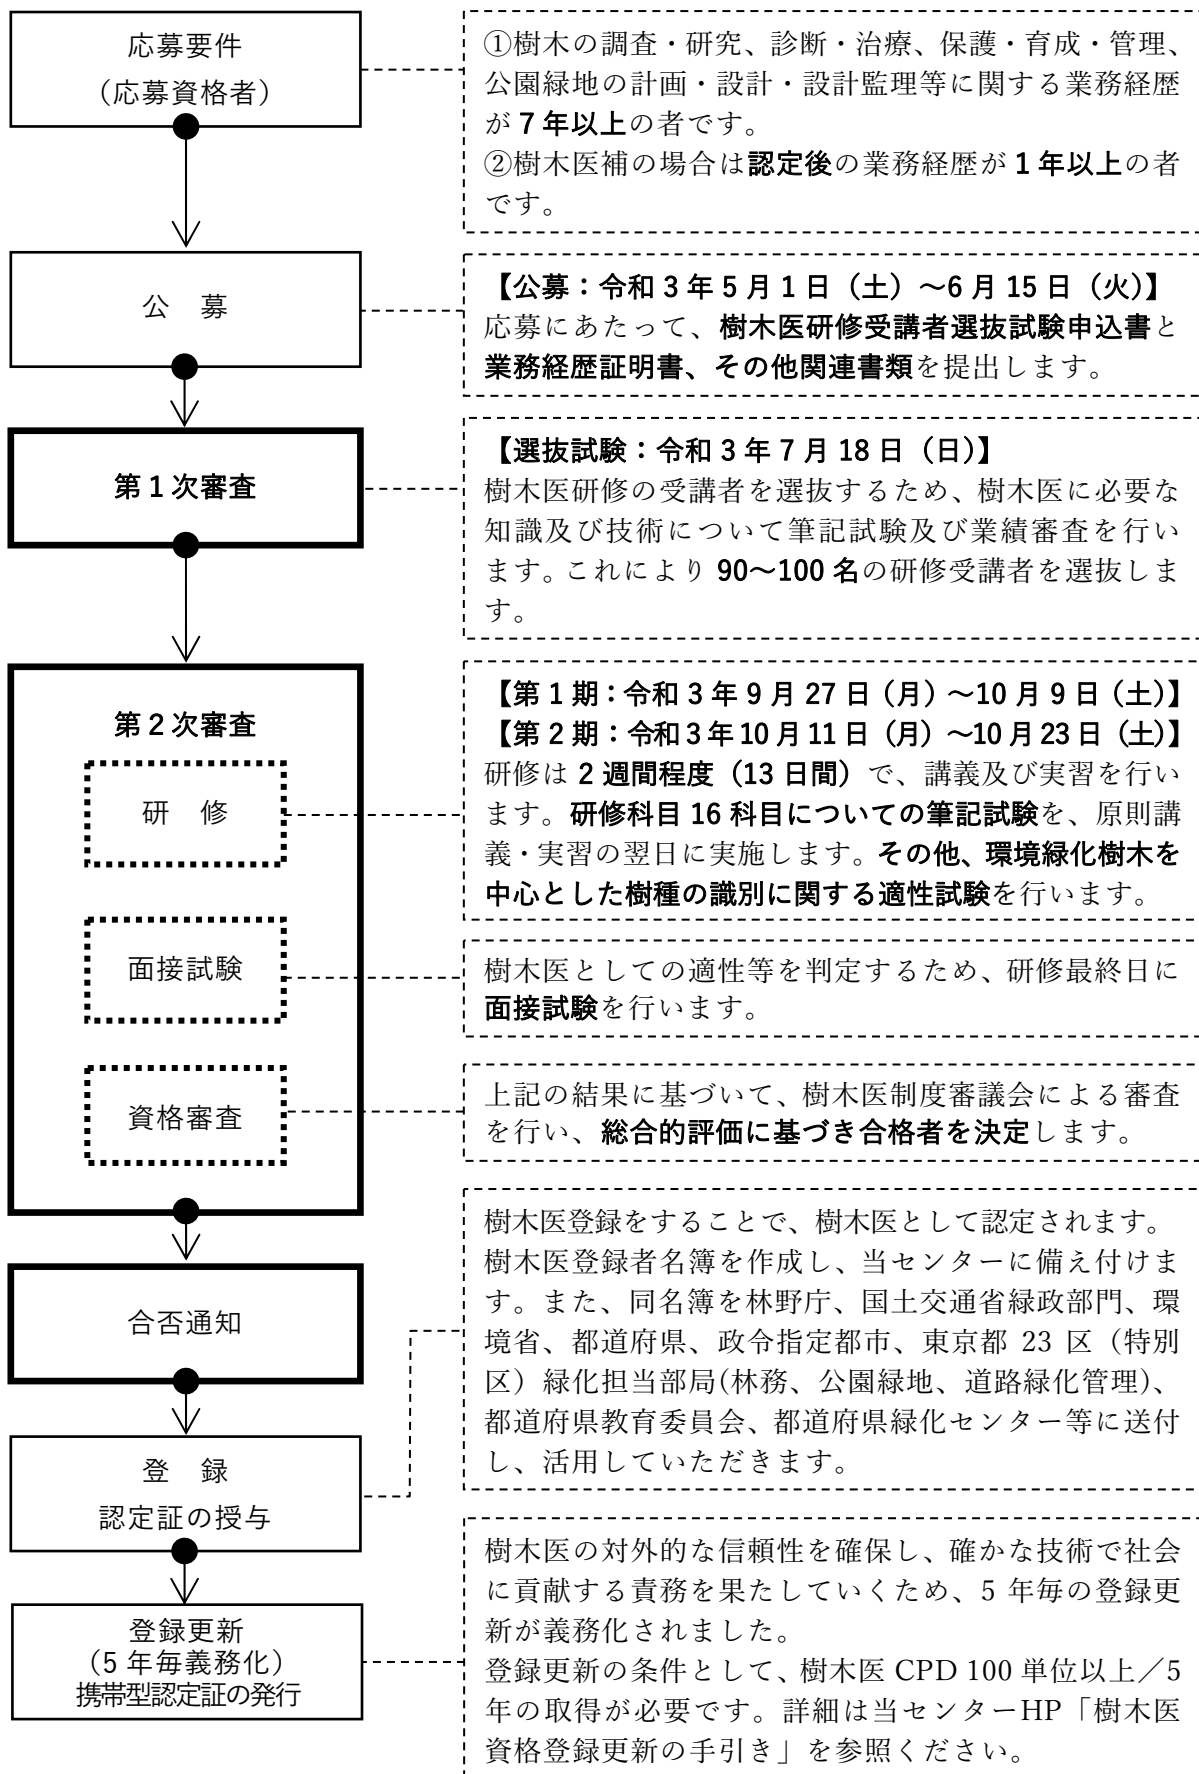 応募要件
（応募資格者）
①樹木の調査・研究、診断・治療、保護・育成・管理、
公園緑地の計画・設計・設計監理等に関する業務経歴
が 7 年以上の者です。
②樹木医補の場合は認定後の業務経歴が 1 年以上の者
です。
公　募
【公募：令和 3 年 5 月 1 日（土）～6 月 15 日（火）】
応募にあたって、樹木医研修受講者選抜試験申込書と
業務経歴証明書、その他関連書類を提出します。
第 1 次審査
【選抜試験：令和 3 年 7 月 18 日（日）】
樹木医研修の受講者を選抜するため、樹木医に必要な
知識及び技術について筆記試験及び業績審査を行い
ます。これにより 90～100 名の研修受講者を選抜しま
す。
第 2 次審査
研　修
【第 1 期：令和 3 年 9 月 27 日（月）～10 月 9 日（土）】
【第 2 期：令和 3 年 10 月 11 日（月）～10 月 23 日（土）】
研修は 2 週間程度（13 日間）で、講義及び実習を行い
ます。研修科目 16 科目についての筆記試験を、原則講
義・実習の翌日に実施します。その他、環境緑化樹木を
中心とした樹種の識別に関する適性試験を行います。
面接試験
樹木医としての適性等を判定するため、研修最終日に
面接試験を行います。
資格審査
上記の結果に基づいて、樹木医制度審議会による審査
を行い、総合的評価に基づき合格者を決定します。
合否通知
登　録
認定証の授与
樹木医登録をすることで、樹木医として認定されます。
樹木医登録者名簿を作成し、当センターに備え付けま
す。また、同名簿を林野庁、国土交通省緑政部門、環
境省、都道府県、政令指定都市、東京都 23 区（特別
区）緑化担当部局(林務、公園緑地、道路緑化管理)、
都道府県教育委員会、都道府県緑化センター等に送付
し、活用していただきます。
登録更新
（5 年毎義務化）
携帯型認定証の発行
樹木医の対外的な信頼性を確保し、確かな技術で社会
に貢献する責務を果たしていくため、5 年毎の登録更
新が義務化されました。
登録更新の条件として、樹木医 CPD 100 単位以上／5
年の取得が必要です。詳細は当センターHP「樹木医
資格登録更新の手引き」を参照ください。